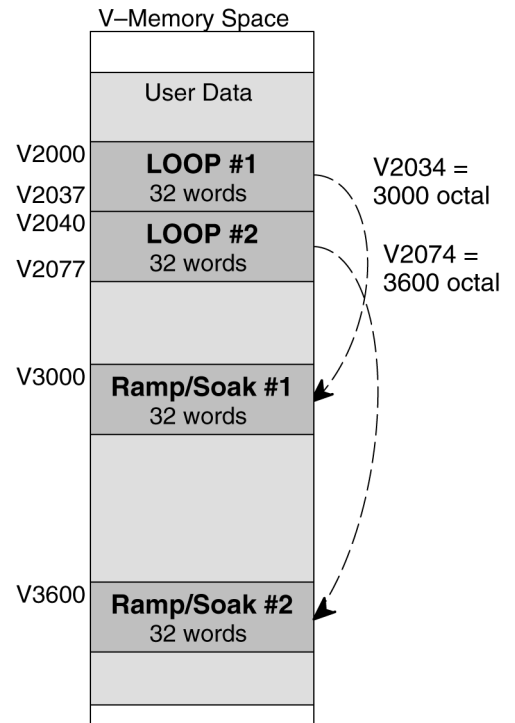 V–Memory Space
User Data
V2000
LOOP #1
V2037
32 words
V2034 =
3000 octal
V2040
LOOP #2
V2077
32 words
V2074 =
3600 octal
V3000
Ramp/Soak #1
32 words
V3600
Ramp/Soak #2
32 words